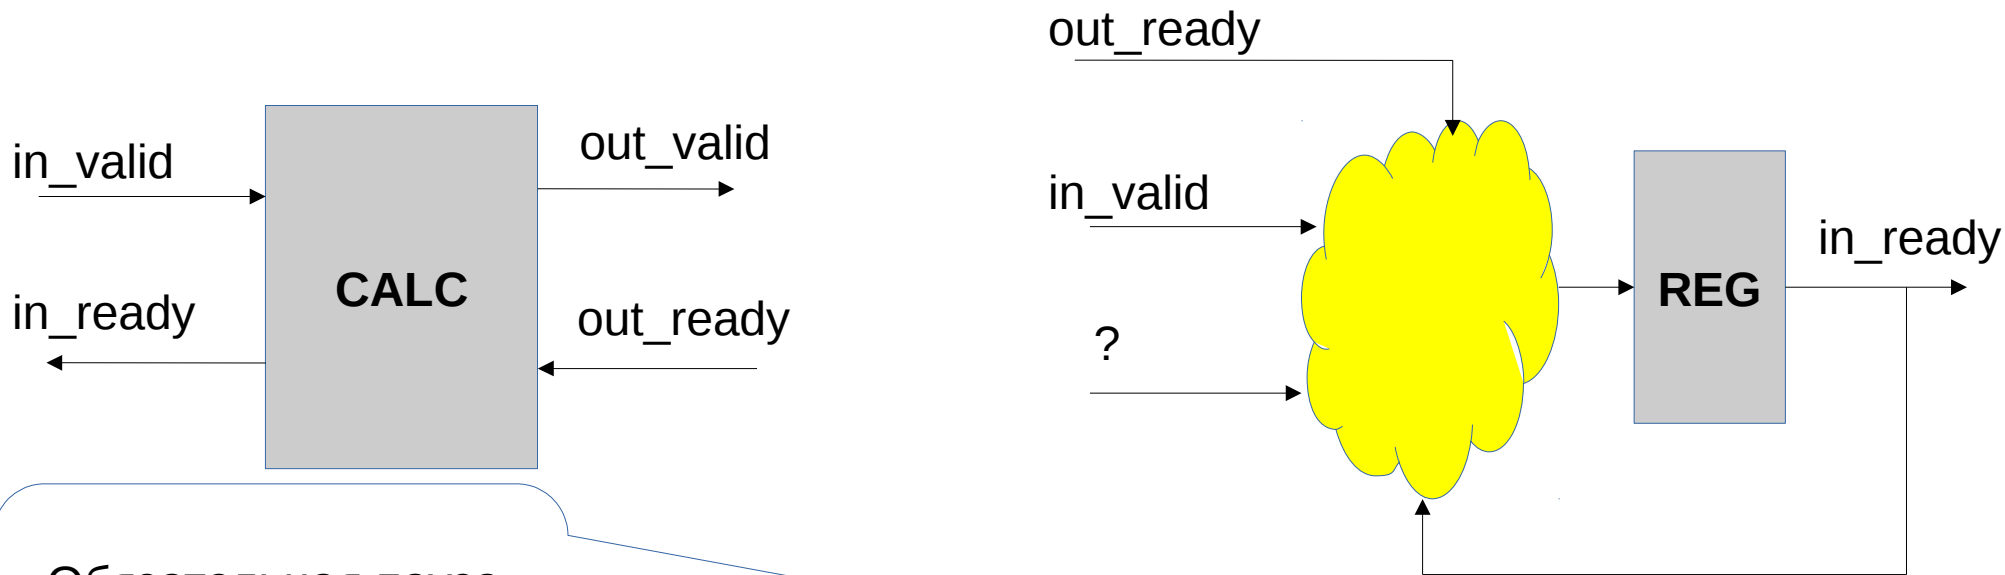 in_valid
in_ready
CALC
out_valid
out_ready
out_ready
in_valid
?
REG
in_ready